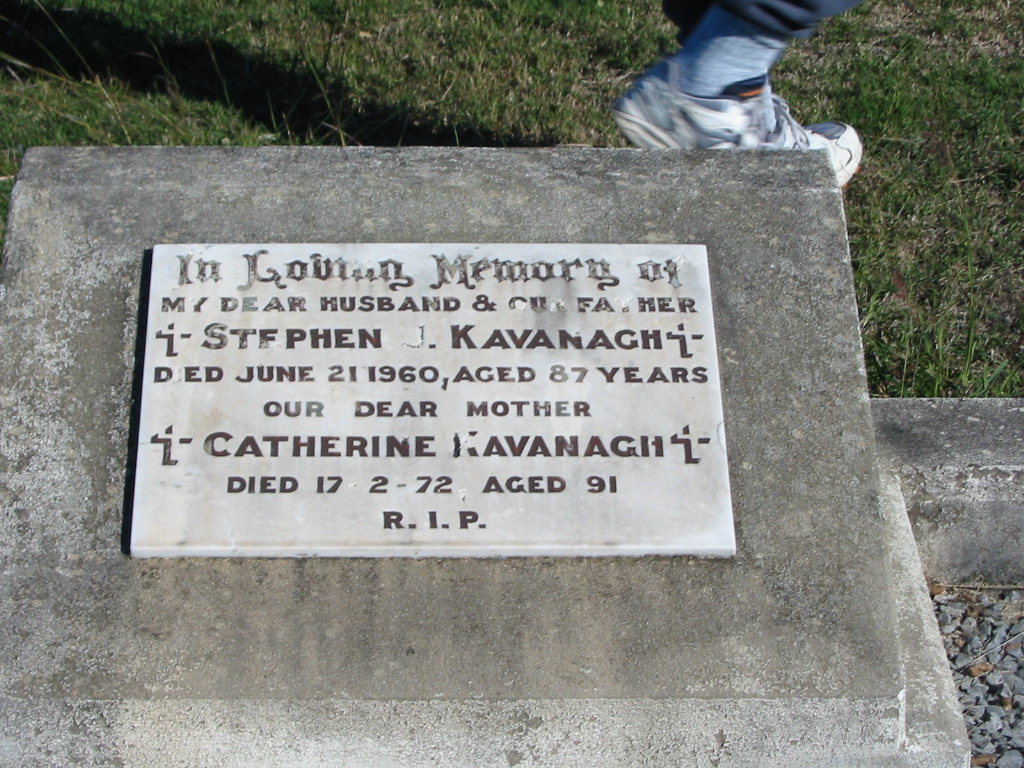 In Loving Memory of
MY DEAR HUSBAND & OUR FATHER
STEPHEN J. KAVANAGH
DIED JUNE 21 1960, AGED 87 YEARS
OUR DEAR MOTHER
CATHERINE KAVANAGH
DIED 17-2-72 AGED 91
R.I.P.